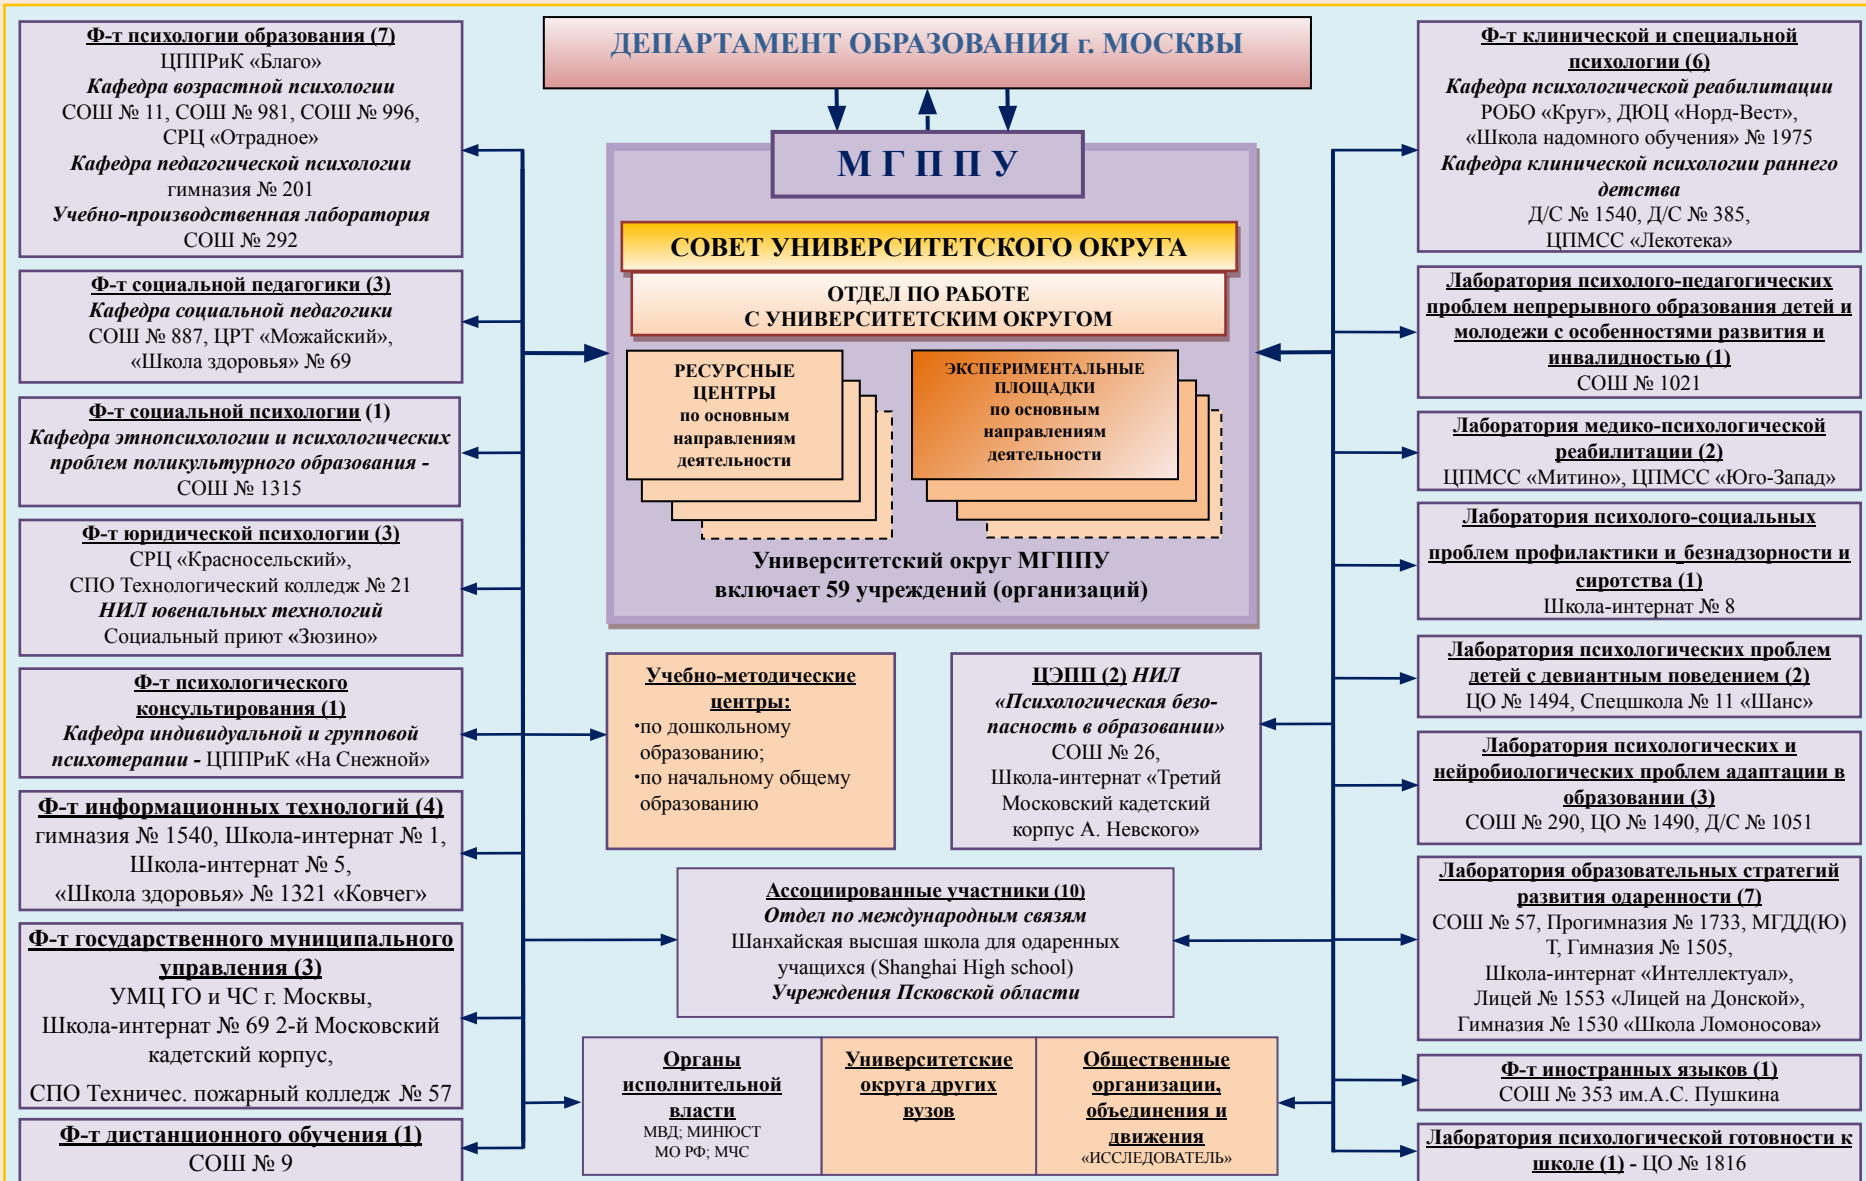 ДЕПАРТАМЕНТ ОБРАЗОВАНИЯ г. МОСКВЫ
М Г П П У
СОВЕТ УНИВЕРСИТЕТСКОГО ОКРУГА
ОТДЕЛ ПО РАБОТЕ
С УНИВЕРСИТЕТСКИМ ОКРУГОМ
РЕСУРСНЫЕ
ЦЕНТРЫ
по основным
направлениям
деятельности
ЭКСПЕРИМЕНТАЛЬНЫЕ
ПЛОЩАДКИ
по основным
направлениям
деятельности
Университетский округ МГППУ
включает 59 учреждений (организаций)
Ф-т психологии образования (7)
ЦППРиК «Благо»
Кафедра возрастной психологии
СОШ № 11, СОШ № 981, СОШ № 996,
СРЦ «Отрадное»
Кафедра педагогической психологии
гимназия № 201
Учебно-производственная лаборатория
СОШ № 292
Ф-т социальной педагогики (3)
Кафедра социальной педагогики
СОШ № 887, ЦРТ «Можайский»,
«Школа здоровья» № 69
Ф-т социальной психологии (1)
Кафедра этнопсихологии и психологических
проблем поликультурного образования -
СОШ № 1315
Ф-т юридической психологии (3)
СРЦ «Красносельский»,
СПО Технологический колледж № 21
НИЛ ювенальных технологий
Социальный приют «Зюзино»
Ф-т психологического
консультирования (1)
Кафедра индивидуальной и групповой
психотерапии - ЦППРиК «На Снежной»
Ф-т информационных технологий (4)
гимназия № 1540, Школа-интернат № 1,
Школа-интернат № 5,
«Школа здоровья» № 1321 «Ковчег»
Ф-т государственного муниципального
управления (3)
УМЦ ГО и ЧС г. Москвы,
Школа-интернат № 69 2-й Московский
кадетский корпус,
СПО Техничес. пожарный колледж № 57
Ф-т дистанционного обучения (1)
СОШ № 9
Учебно-методические
центры:
•по дошкольному
образованию;
•по начальному общему
образованию
ЦЭПП (2) НИЛ
«Психологическая безо-
пасность в образовании»
СОШ № 26,
Школа-интернат «Третий
Московский кадетский
корпус А. Невского»
Ассоциированные участники (10)
Отдел по международным связям
Шанхайская высшая школа для одаренных
учащихся (Shanghai High school)
Учреждения Псковской области
Органы
исполнительной
власти
МВД; МИНЮСТ
МО РФ; МЧС
Университетские
округа других
вузов
Общественные
организации,
объединения и
движения
«ИССЛЕДОВАТЕЛЬ»
Ф-т клинической и специальной
психологии (6)
Кафедра психологической реабилитации
РОБО «Круг», ДЮЦ «Норд-Вест»,
«Школа надомного обучения» № 1975
Кафедра клинической психологии раннего
детства
Д/С № 1540, Д/С № 385,
ЦПМСС «Лекотека»
Лаборатория психолого-педагогических
проблем непрерывного образования детей и
молодежи с особенностями развития и
инвалидностью (1)
СОШ № 1021
Лаборатория медико-психологической
реабилитации (2)
ЦПМСС «Митино», ЦПМСС «Юго-Запад»
Лаборатория психолого-социальных
проблем профилактики и безнадзорности и
сиротства (1)
Школа-интернат № 8
Лаборатория психологических проблем
детей с девиантным поведением (2)
ЦО № 1494, Спецшкола № 11 «Шанс»
Лаборатория психологических и
нейробиологических проблем адаптации в
образовании (3)
СОШ № 290, ЦО № 1490, Д/С № 1051
Лаборатория образовательных стратегий
развития одаренности (7)
СОШ № 57, Прогимназия № 1733, МГДД(Ю)
Т, Гимназия № 1505,
Школа-интернат «Интеллектуал»,
Лицей № 1553 «Лицей на Донской»,
Гимназия № 1530 «Школа Ломоносова»
Ф-т иностранных языков (1)
СОШ № 353 им.А.С. Пушкина
Лаборатория психологической готовности к
школе (1) - ЦО № 1816